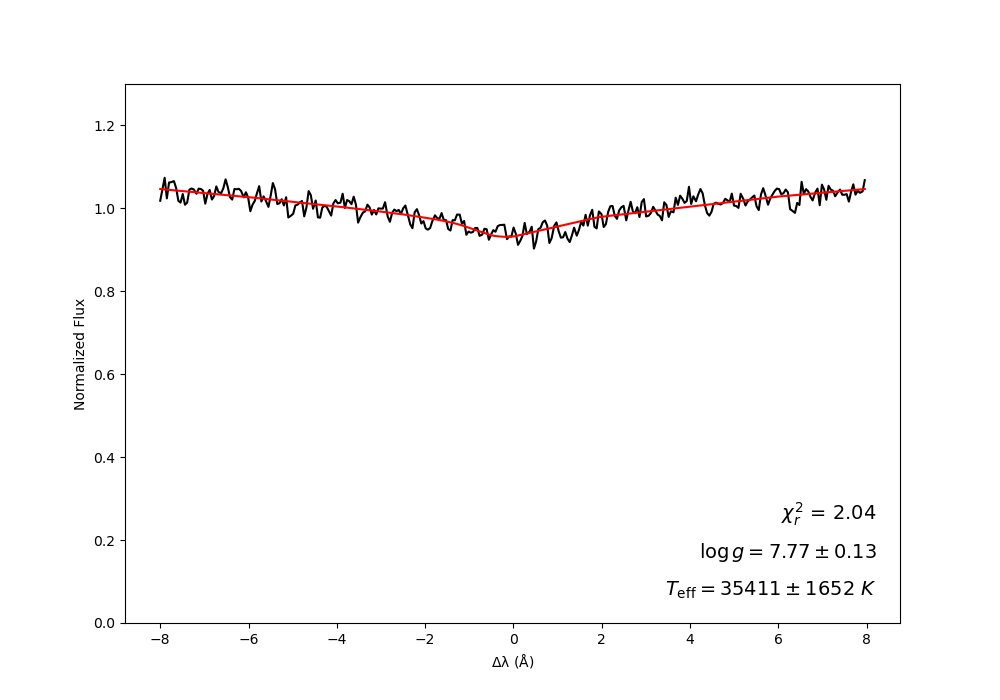 1.2
1.0
0.8
0.6
0.4
0.2
0.0
Normalized Flux
χ²ᵣ = 2.04
log g = 7.77 ± 0.13
T_eff = 35411 ± 1652 K
−8 −6 −4 −2 0 2 4 6 8
Δλ (Å)